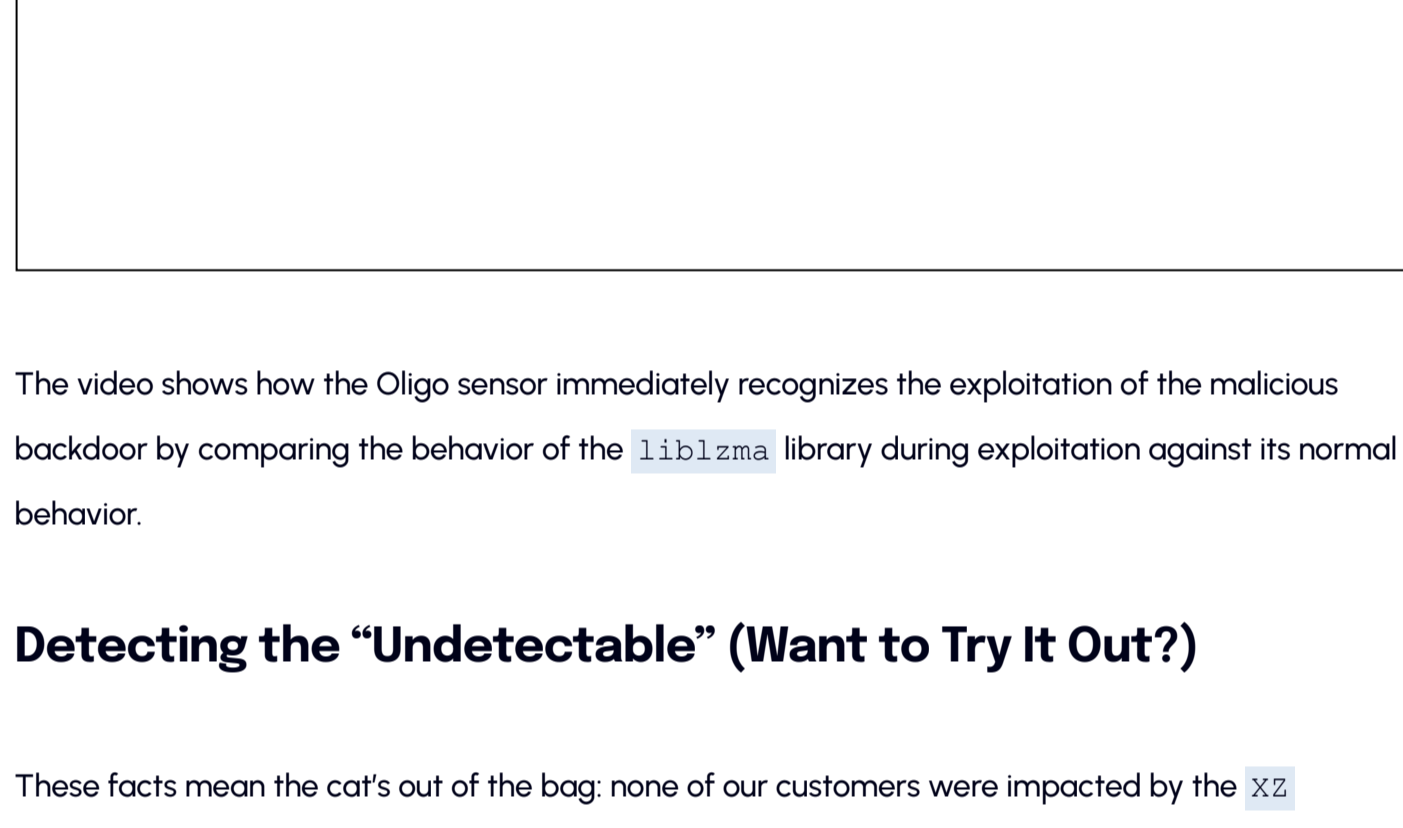 The video shows how the Oligo sensor immediately recognizes the exploitation of the malicious
backdoor by comparing the behavior of the liblzma library during exploitation against its normal
behavior.
Detecting the “Undetectable” (Want to Try It Out?)
These facts mean the cat's out of the bag: none of our customers were impacted by the XZ